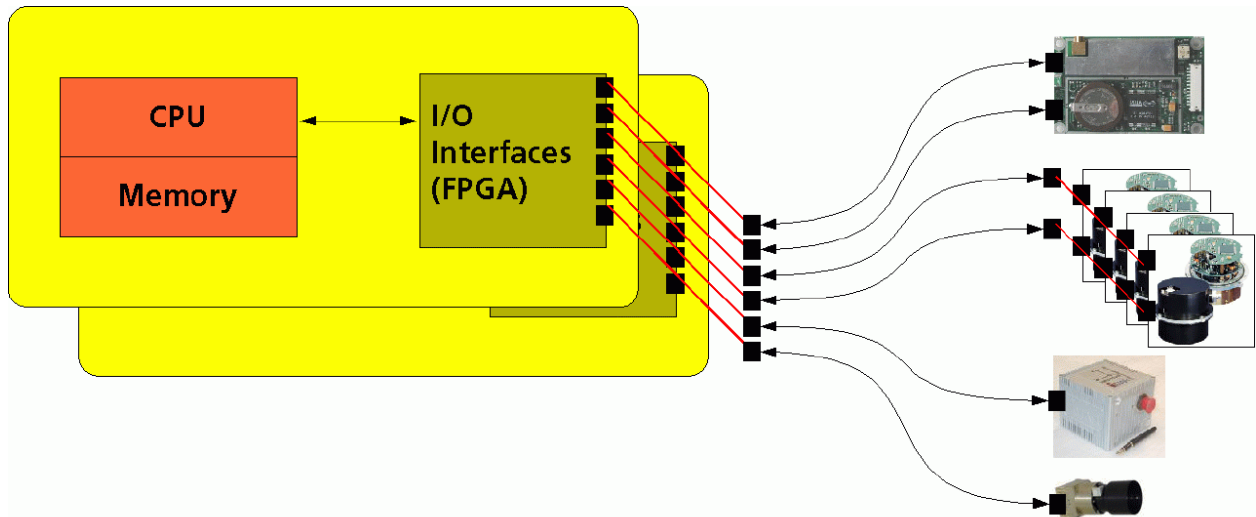 CPU
Memory
I/O
Interfaces
(FPGA)